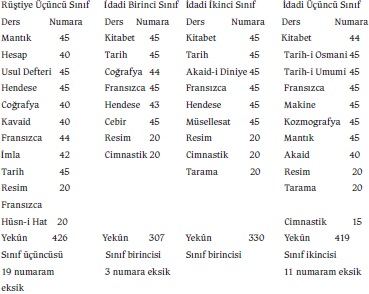 Rüştiye Üçüncü Sınıf
Ders Numara
Mantık 45
Hesap 40
Usul Defteri 45
Hendese 45
Coğrafya 40
Kavaid 40
Fransızca 44
İmla 42
Tarih 45
Resim 20
Fransızca
Hüsn-i Hat 20
Yekûn 426
Sınıf üçüncüsü
19 numaram
eksik
İdadi Birinci Sınıf
Ders Numara
Kitabet 45
Tarih 45
Coğrafya 44
Fransızca 45
Hendese 43
Cebir 45
Resim 20
Cimnastik 20
Yekûn 307
Sınıf birincisi
3 numara eksik
İdadi İkinci Sınıf
Ders Numara
Kitabet 45
Tarih 45
Akaid-i Diniye 45
Fransızca 45
Hendese 45
Müsellesat 45
Resim 20
Cimnastik 20
Tarama 20
Yekûn 330
Sınıf birincisi
İdadi Üçüncü Sınıf
Ders Numara
Kitabet 44
Tarih-i Osmani 45
Tarih-i Umumi 45
Fransızca 45
Makine 45
Kozmografya 45
Mantık 45
Akaid 40
Resim 20
Tarama 20
Cimnastik 15
Yekûn 419
Sınıf ikincisi
11 numaram eksik